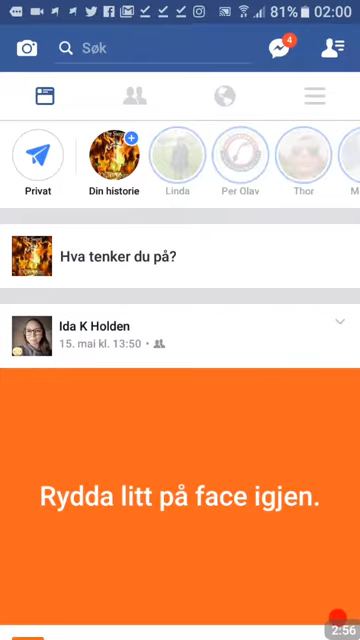 81% 02:00
Søk
4
Privat
Din historie
Linda
Per Olav
Thor
M
Hva tenker du på?
Ida K Holden
15. mai kl. 13:50 •
Rydda litt på face igjen.
2:56